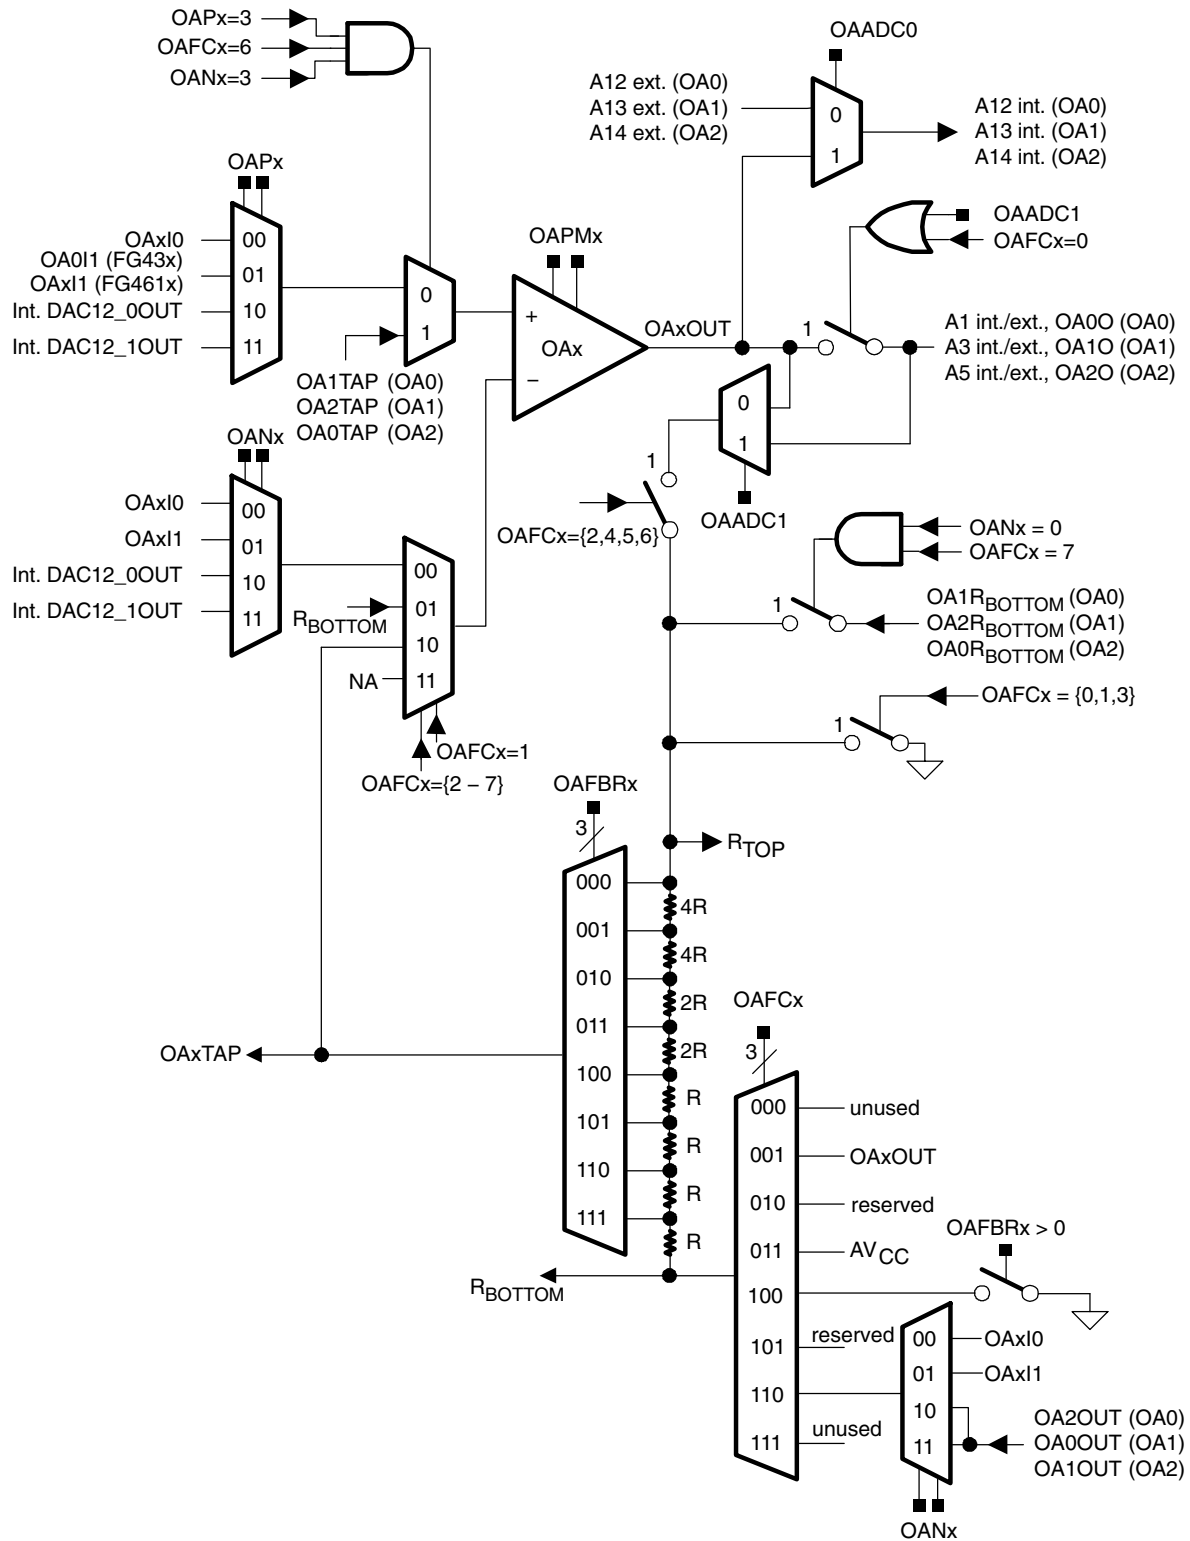 OAPx=3
OAFCx=6
OANx=3
OAADC0
A12 ext. (OA0)
A13 ext. (OA1)
A14 ext. (OA2)
0
1
A12 int. (OA0)
A13 int. (OA1)
A14 int. (OA2)
OAPx
OAxI0
OA0I1 (FG43x)
OAxI1 (FG461x)
Int. DAC12_0OUT
Int. DAC12_1OUT
00
01
10
11
0
1
OA1TAP (OA0)
OA2TAP (OA1)
OA0TAP (OA2)
OAPMx
+
OAx
−
OAxOUT
OAADC1
OAFCx=0
1
A1 int./ext., OA0O (OA0)
A3 int./ext., OA1O (OA1)
A5 int./ext., OA2O (OA2)
0
1
OAADC1
1
OAFCx={2,4,5,6}
OANx
OAxI0
OAxI1
Int. DAC12_0OUT
Int. DAC12_1OUT
00
01
10
11
RBOTTOM
NA
00
01
10
11
OAFCx=1
OAFCx={2 − 7}
OANx = 0
OAFCx = 7
1
OA1RBOTTOM (OA0)
OA2RBOTTOM (OA1)
OA0RBOTTOM (OA2)
OAFCx = {0,1,3}
1
OAFBRx
3
RTOP
000
001
010
011
100
101
110
111
4R
4R
2R
2R
R
R
R
R
OAxTAP
RBOTTOM
OAFCx
3
000 unused
001 OAxOUT
010 reserved
011 AVCC
100
101 reserved
110
111 unused
OAFBRx > 0
1
00 OAxI0
01 OAxI1
10
11
OA2OUT (OA0)
OA0OUT (OA1)
OA1OUT (OA2)
OANx